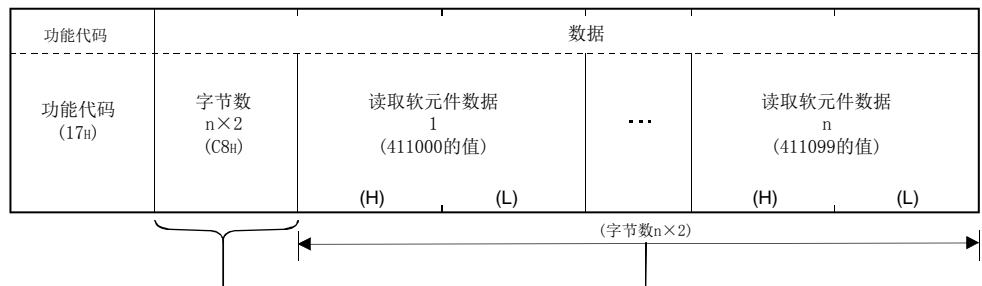 功能代码
数据
功能代码
(17H)
字节数
n×2
(C8H)
读取软元件数据
1
(411000的值)
(H)
(L)
...
读取软元件数据
n
(411099的值)
(H)
(L)
(字节数n×2)